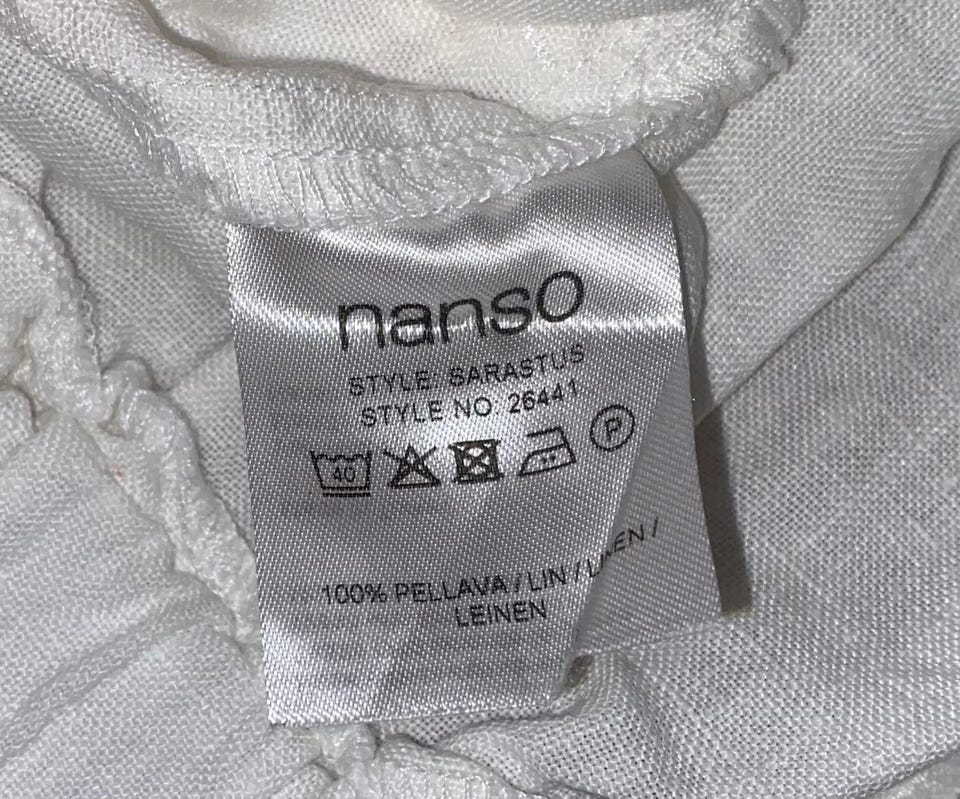 nanso
STYLE: SARASTUS
STYLE NO 26441
40 P
100% PELLAVA / LIN / LINEN /
LEINEN